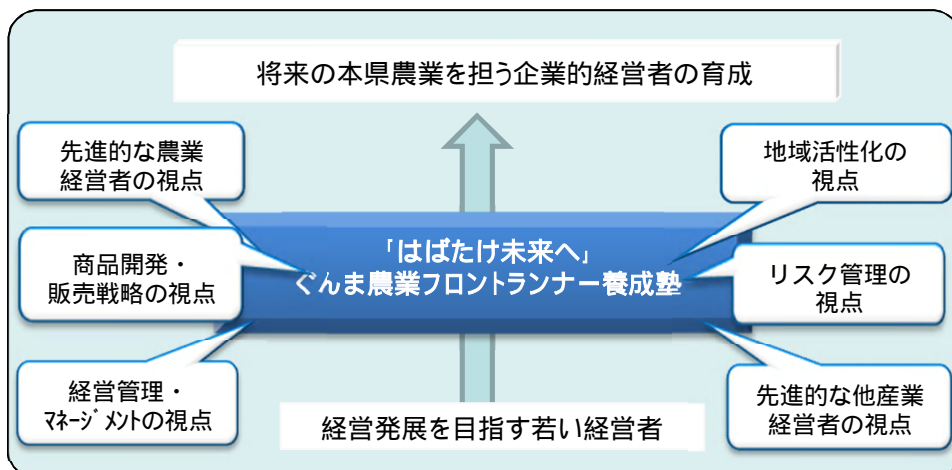 将来の本県農業を担う企業的経営者の育成
先進的な農業
経営者の視点
地域活性化の
視点
「はばたけ未来へ」
ぐんま農業フロントランナー養成塾
商品開発・
販売戦略の視点
リスク管理の
視点
経営管理・
マネージメントの視点
先進的な他産業
経営者の視点
経営発展を目指す若い経営者